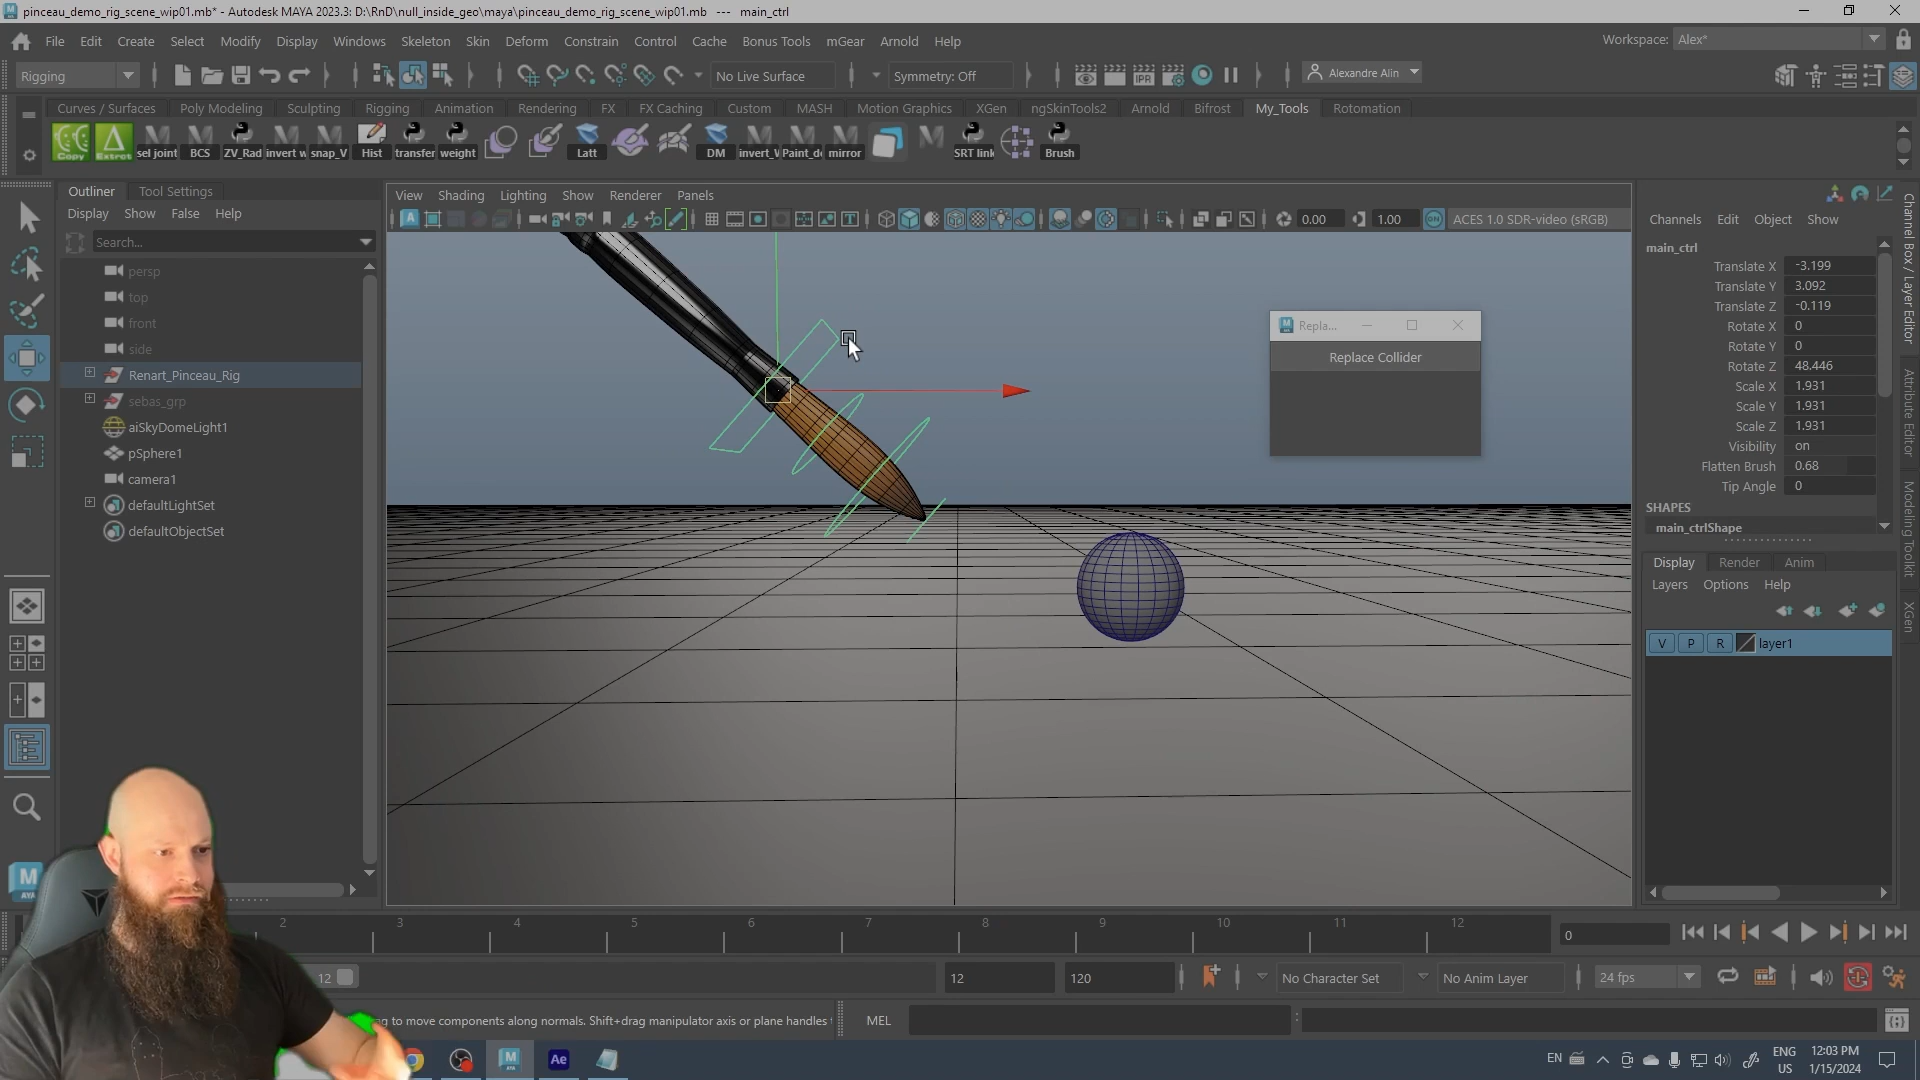 pinceau_demo_rig_scene_wip01.mb* - Autodesk MAYA 2023.3: D:\RnD\null_inside_geo\maya\pinceau_demo_rig_scene_wip01.mb --- main_ctrl
File Edit Create Select Modify Display Windows Skeleton Skin Deform Constrain Control Cache Bonus Tools mGear Arnold Help
Workspace: Alex*
Rigging No Live Surface Symmetry: Off IPR Alexandre Alin
Curves / Surfaces Poly Modeling Sculpting Rigging Animation Rendering FX FX Caching Custom MASH Motion Graphics XGen ngSkinTools2 Arnold Bifrost My_Tools Rotomation
Copy Extret sel joint BCS ZV_Rad invert w snap_V Hist transfer weight Latt DM invert_V Paint_de mirror SRT link Brush
Outliner Tool Settings
Display Show False Help
Search...
persp
top
front
side
Renart_Pinceau_Rig
sebas_grp
aiSkyDomeLight1
pSphere1
camera1
defaultLightSet
defaultObjectSet
View Shading Lighting Show Renderer Panels
0.00 1.00 ON ACES 1.0 SDR-video (sRGB)
Repla...
Replace Collider
Channels Edit Object Show
main_ctrl
Translate X -3.199
Translate Y 3.092
Translate Z -0.119
Rotate X 0
Rotate Y 0
Rotate Z 48.446
Scale X 1.931
Scale Y 1.931
Scale Z 1.931
Visibility on
Flatten Brush 0.68
Tip Angle 0
SHAPES
main_ctrlShape
Display Render Anim
Layers Options Help
V P R layer1
Channel Box / Layer Editor
Attribute Editor
Modeling Toolkit
XGen
2 3 4 5 6 7 8 9 10 11 12
0
12 12 120 No Character Set No Anim Layer 24 fps
to move components along normals. Shift+drag manipulator axis or plane handles
MEL
AYA
Ae
EN ENG US 12:03 PM 1/15/2024